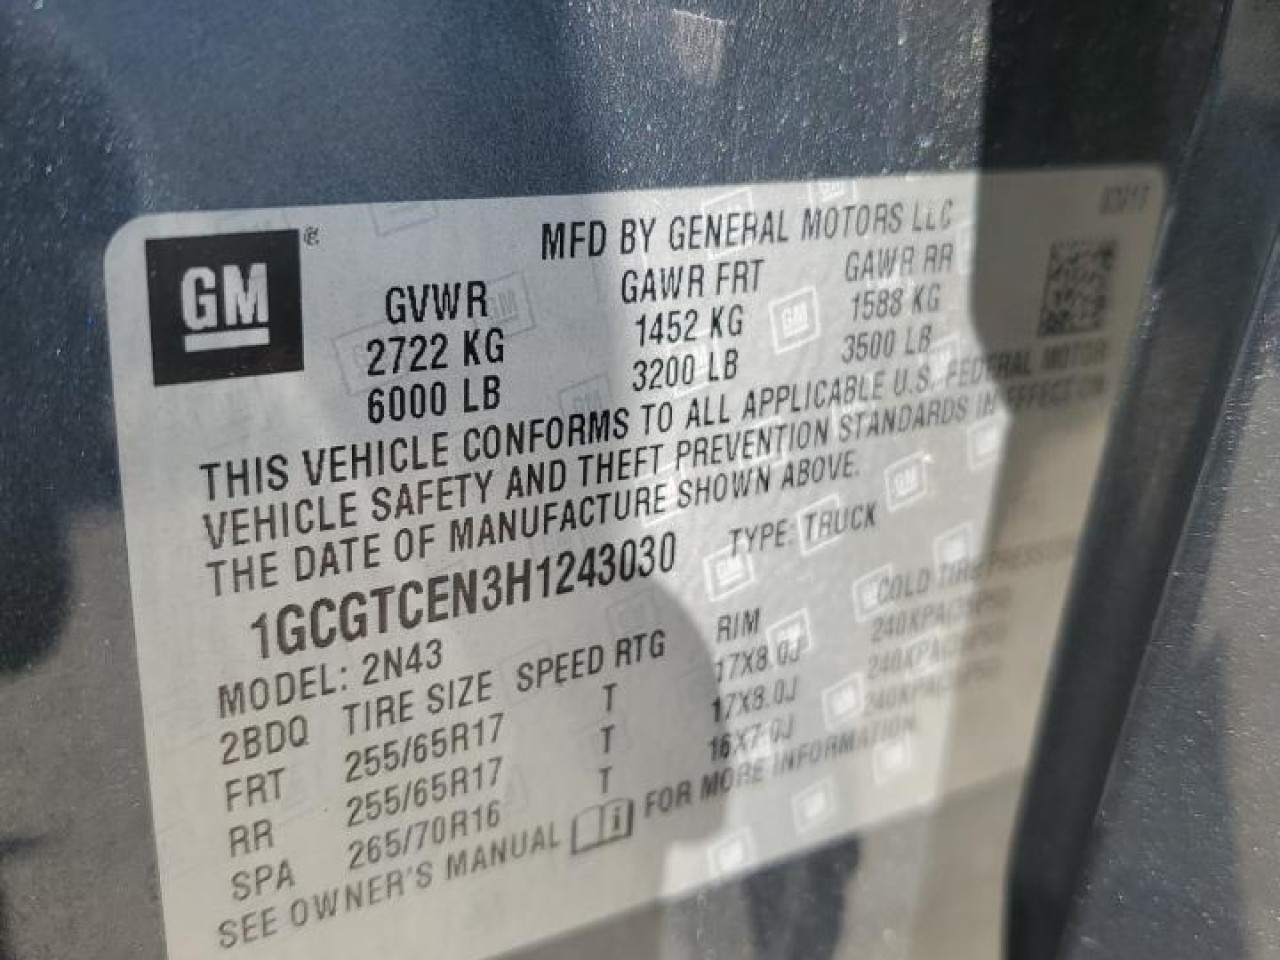 GM ®
MFD BY GENERAL MOTORS LLC
GVWR GAWR FRT GAWR RR
2722 KG 1452 KG 1588 KG
6000 LB 3200 LB 3500 LB
THIS VEHICLE CONFORMS TO ALL APPLICABLE U.S. FEDERAL MOTOR
VEHICLE SAFETY AND THEFT PREVENTION STANDARDS IN EFFECT ON
THE DATE OF MANUFACTURE SHOWN ABOVE.
1GCGTCEN3H1243030 TYPE: TRUCK
MODEL: 2N43
2BDQ TIRE SIZE SPEED RTG RIM COLD TIRE PRESSURE
FRT 255/65R17 T 17X8.0J
RR 255/65R17 T 17X8.0J
SPA 265/70R16 T 16X7.0J
SEE OWNER'S MANUAL FOR MORE INFORMATION